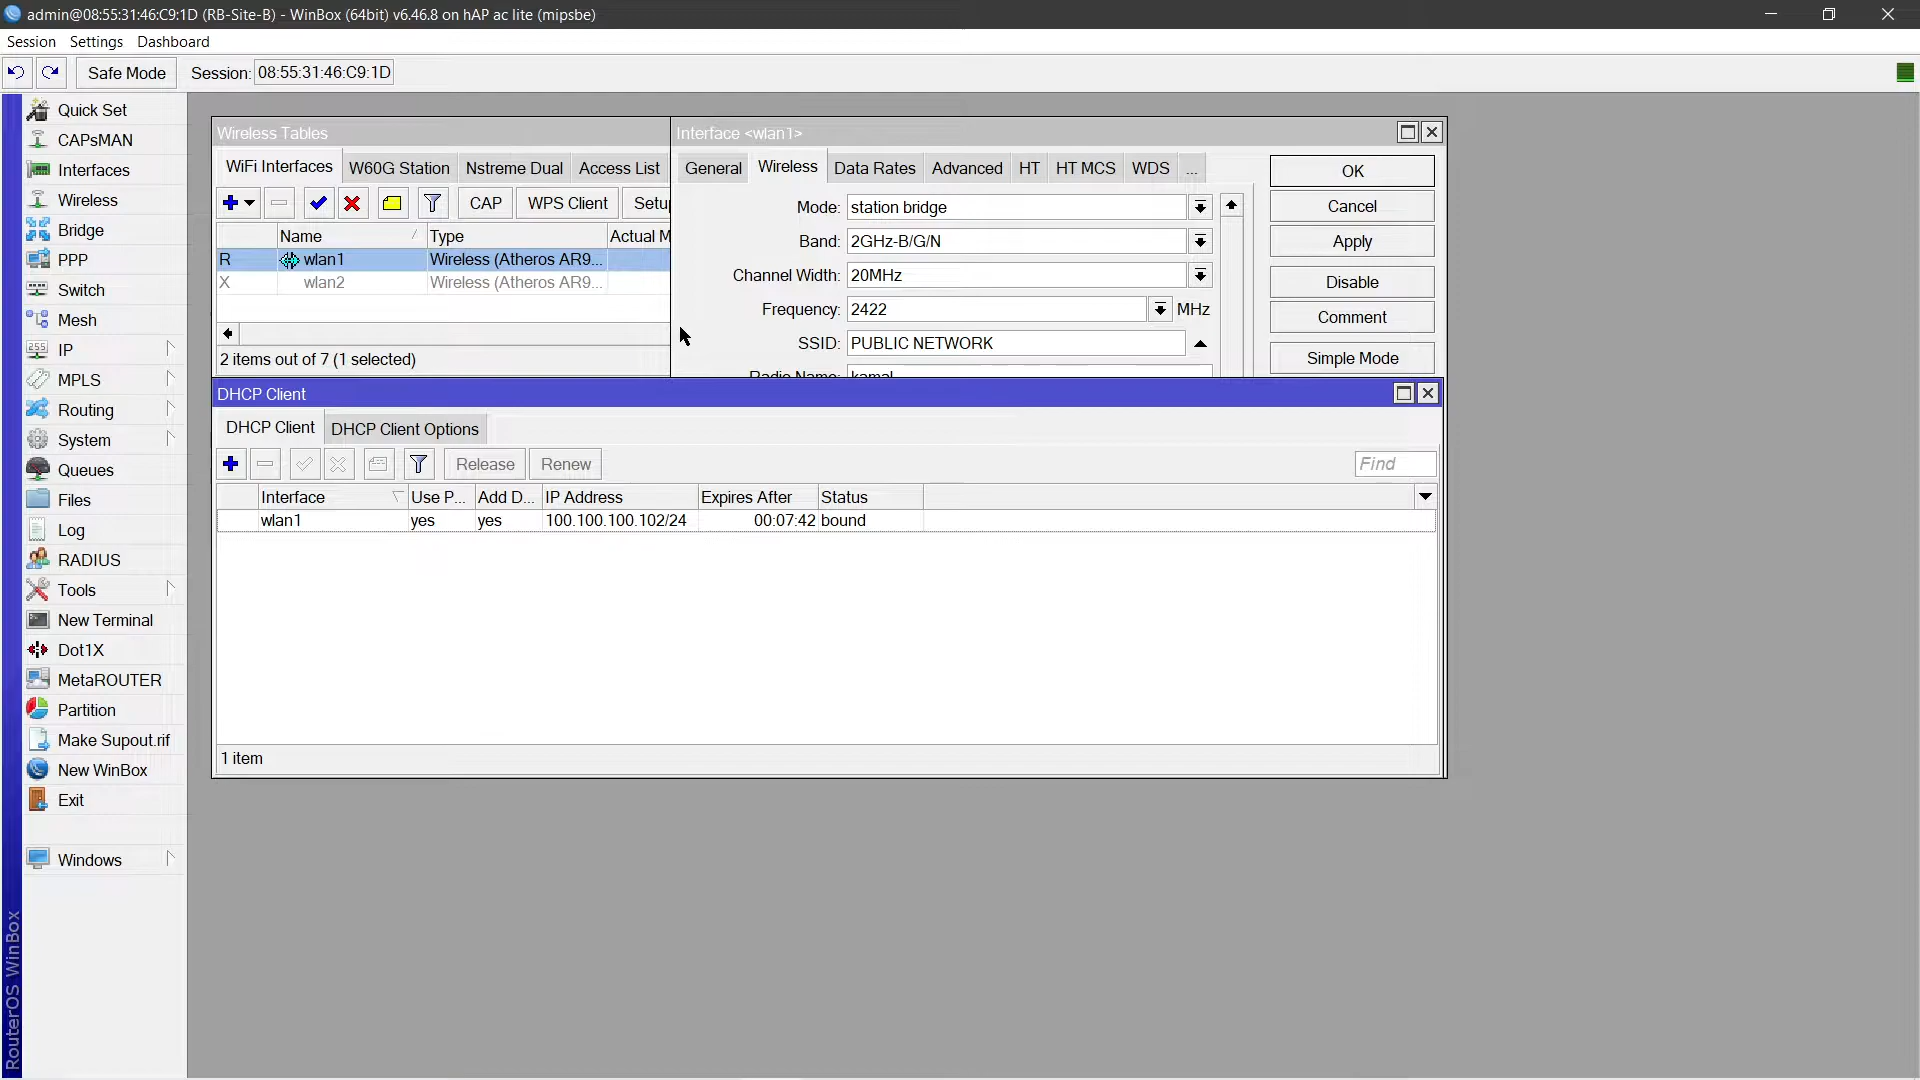 admin@08:55:31:46:C9:1D (RB-Site-B) - WinBox (64bit) v6.46.8 on hAP ac lite (mipsbe)
Session Settings Dashboard
Safe Mode Session: 08:55:31:46:C9:1D
Quick Set
CAPsMAN
Interfaces
Wireless
Bridge
PPP
Switch
Mesh
255 IP
MPLS
Routing
System
Queues
Files
Log
RADIUS
Tools
New Terminal
Dot1X
MetaROUTER
Partition
Make Supout.rif
New WinBox
Exit
Windows
RouterOS WinBox
Wireless Tables
WiFi Interfaces W60G Station Nstreme Dual Access List
CAP WPS Client Setu
Name Type Actual M
R wlan1 Wireless (Atheros AR9...
X wlan2 Wireless (Atheros AR9...
2 items out of 7 (1 selected)
Interface <wlan1>
General Wireless Data Rates Advanced HT HT MCS WDS ...
Mode: station bridge
Band: 2GHz-B/G/N
Channel Width: 20MHz
Frequency: 2422 MHz
SSID: PUBLIC NETWORK
Radio Name: kamal
OK
Cancel
Apply
Disable
Comment
Simple Mode
DHCP Client
DHCP Client DHCP Client Options
Release Renew Find
Interface Use P... Add D... IP Address Expires After Status
wlan1 yes yes 100.100.100.102/24 00:07:42 bound
1 item